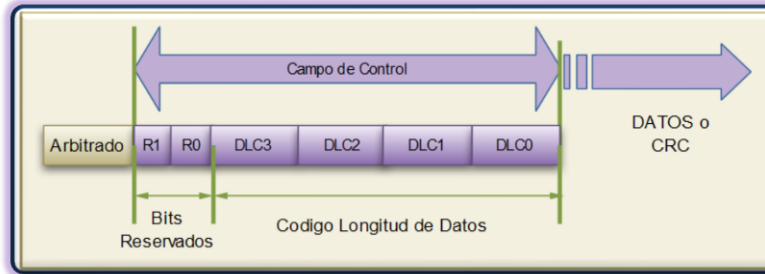 Campo de Control
Arbitrado R1 R0 DLC3 DLC2 DLC1 DLC0
DATOS o
CRC
Bits
Reservados
Codigo Longitud de Datos